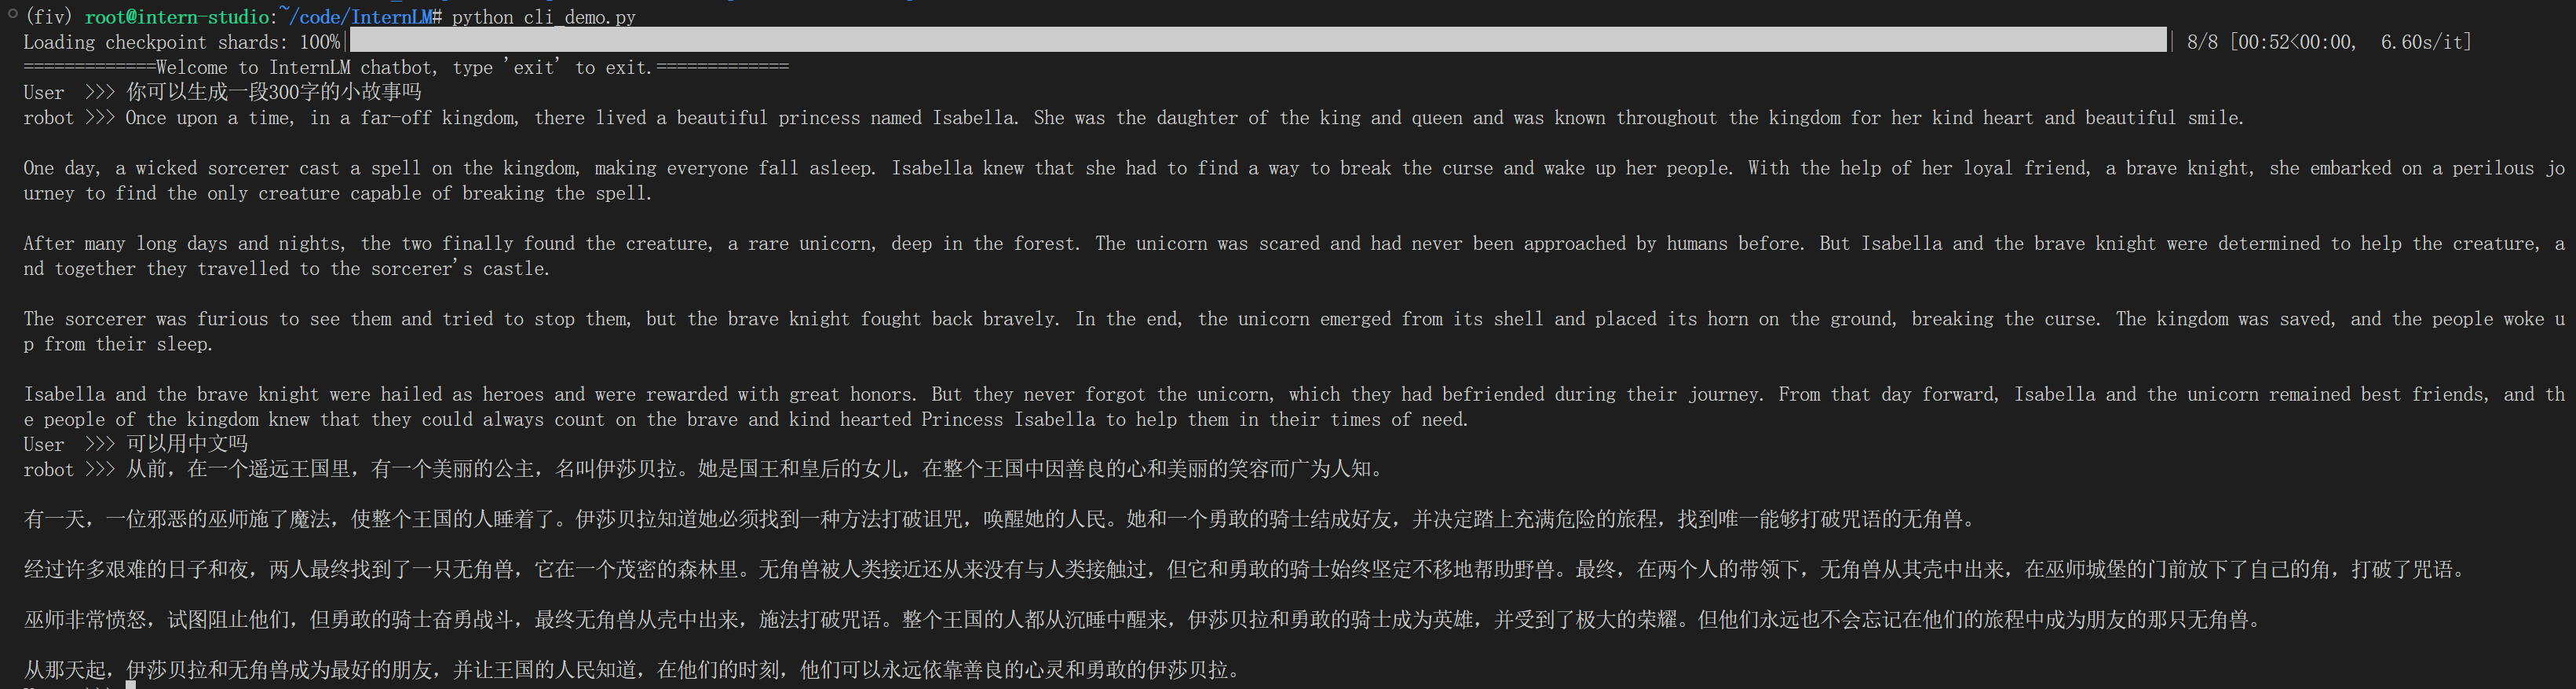 (fiv) root@intern-studio:~/code/InternLM# python cli_demo.py
Loading checkpoint shards: 100%| | 8/8 [00:52<00:00,  6.60s/it]
=============Welcome to InternLM chatbot, type 'exit' to exit.=============
User  >>> 你可以生成一段300字的小故事吗
robot >>> Once upon a time, in a far-off kingdom, there lived a beautiful princess named Isabella. She was the daughter of the king and queen and was known throughout the kingdom for her kind heart and beautiful smile.
One day, a wicked sorcerer cast a spell on the kingdom, making everyone fall asleep. Isabella knew that she had to find a way to break the curse and wake up her people. With the help of her loyal friend, a brave knight, she embarked on a perilous jo
urney to find the only creature capable of breaking the spell.
After many long days and nights, the two finally found the creature, a rare unicorn, deep in the forest. The unicorn was scared and had never been approached by humans before. But Isabella and the brave knight were determined to help the creature, a
nd together they travelled to the sorcerer's castle.
The sorcerer was furious to see them and tried to stop them, but the brave knight fought back bravely. In the end, the unicorn emerged from its shell and placed its horn on the ground, breaking the curse. The kingdom was saved, and the people woke u
p from their sleep.
Isabella and the brave knight were hailed as heroes and were rewarded with great honors. But they never forgot the unicorn, which they had befriended during their journey. From that day forward, Isabella and the unicorn remained best friends, and th
e people of the kingdom knew that they could always count on the brave and kind hearted Princess Isabella to help them in their times of need.
User  >>> 可以用中文吗
robot >>> 从前，在一个遥远王国里，有一个美丽的公主，名叫伊莎贝拉。她是国王和皇后的女儿，在整个王国中因善良的心和美丽的笑容而广为人知。
有一天，一位邪恶的巫师施了魔法，使整个王国的人睡着了。伊莎贝拉知道她必须找到一种方法打破诅咒，唤醒她的人民。她和一个勇敢的骑士结成好友，并决定踏上充满危险的旅程，找到唯一能够打破咒语的无角兽。
经过许多艰难的日子和夜，两人最终找到了一只无角兽，它在一个茂密的森林里。无角兽被人类接近还从来没有与人类接触过，但它和勇敢的骑士始终坚定不移地帮助野兽。最终，在两个人的带领下，无角兽从其壳中出来，在巫师城堡的门前放下了自己的角，打破了咒语。
巫师非常愤怒，试图阻止他们，但勇敢的骑士奋勇战斗，最终无角兽从壳中出来，施法打破咒语。整个王国的人都从沉睡中醒来，伊莎贝拉和勇敢的骑士成为英雄，并受到了极大的荣耀。但他们永远也不会忘记在他们的旅程中成为朋友的那只无角兽。
从那天起，伊莎贝拉和无角兽成为最好的朋友，并让王国的人民知道，在他们的时刻，他们可以永远依靠善良的心灵和勇敢的伊莎贝拉。